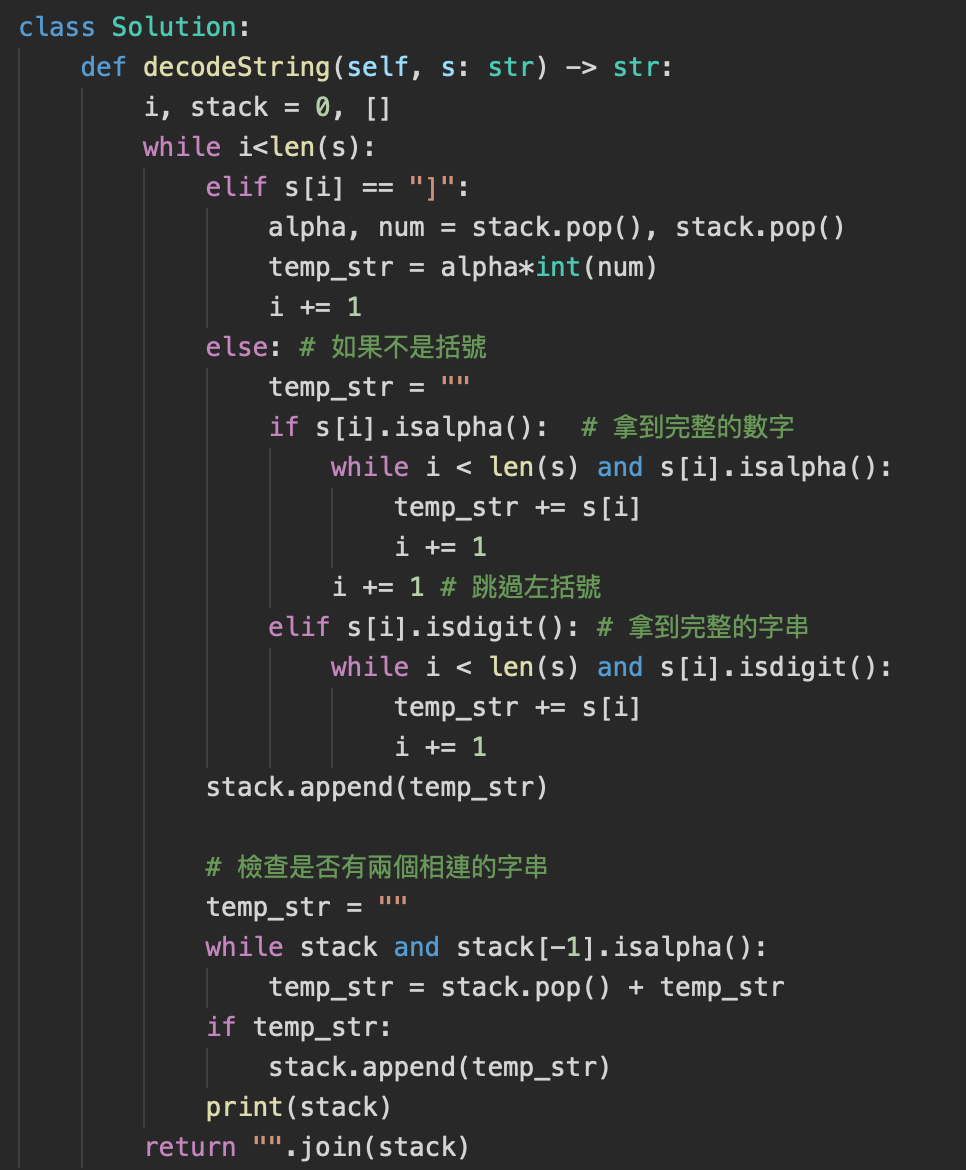 class Solution:
    def decodeString(self, s: str) -> str:
        i, stack = 0, []
        while i<len(s):
            elif s[i] == "]":
                alpha, num = stack.pop(), stack.pop()
                temp_str = alpha*int(num)
                i += 1
            else: # 如果不是括號
                temp_str = ""
                if s[i].isalpha():  # 拿到完整的數字
                    while i < len(s) and s[i].isalpha():
                        temp_str += s[i]
                        i += 1
                    i += 1 # 跳過左括號
                elif s[i].isdigit(): # 拿到完整的字串
                    while i < len(s) and s[i].isdigit():
                        temp_str += s[i]
                        i += 1
            stack.append(temp_str)

            # 檢查是否有兩個相連的字串
            temp_str = ""
            while stack and stack[-1].isalpha():
                temp_str = stack.pop() + temp_str
            if temp_str:
                stack.append(temp_str)
            print(stack)
        return "".join(stack)